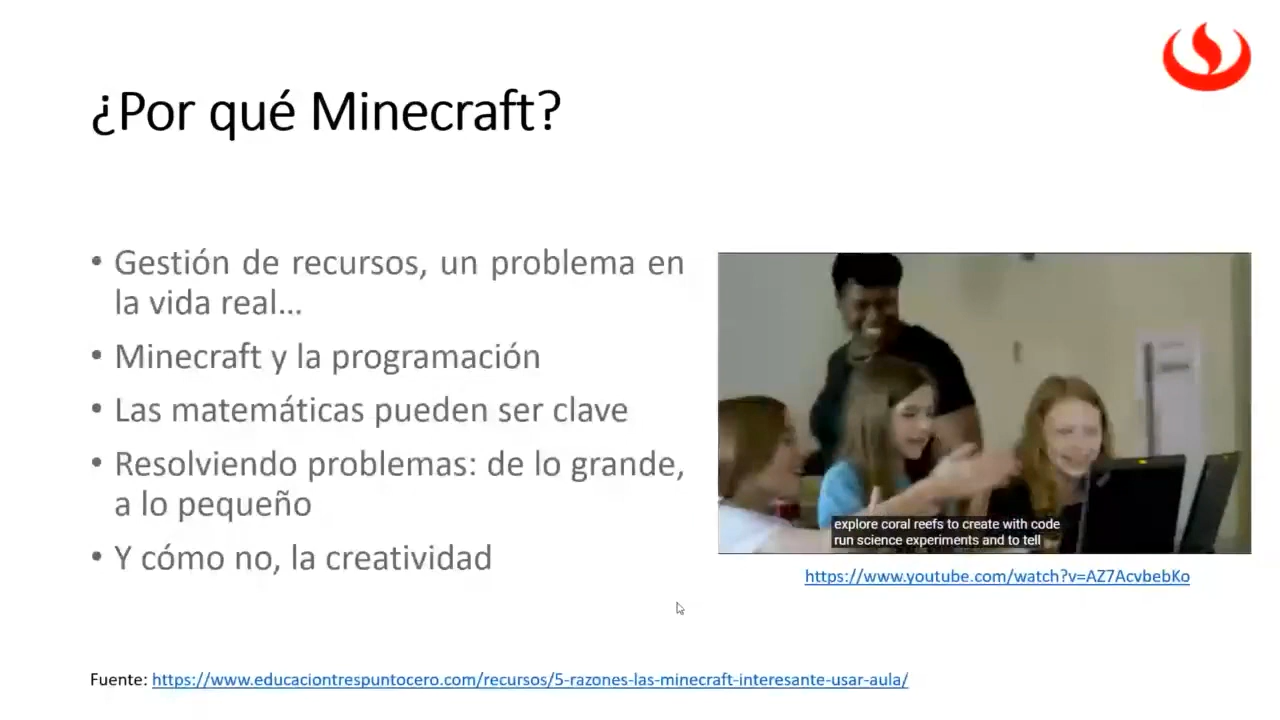 ¿Por qué Minecraft?
• Gestión de recursos, un problema en
la vida real...
• Minecraft y la programación
• Las matemáticas pueden ser clave
• Resolviendo problemas: de lo grande,
a lo pequeño
• Y cómo no, la creatividad
explore coral reefs to create with code
run science experiments and to tell
https://www.youtube.com/watch?v=AZ7AcvbebKo
Fuente: https://www.educaciontrespuntocero.com/recursos/5-razones-las-minecraft-interesante-usar-aula/